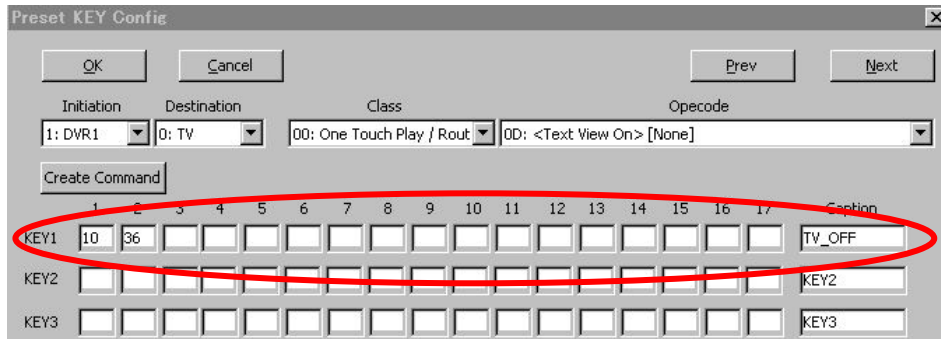 Preset KEY Config
OK Cancel Prev Next
Initiation Destination Class Opecode
1: DVR1 0: TV 00: One Touch Play / Rout 0D: <Text View On> [None]
Create Command
1 2 3 4 5 6 7 8 9 10 11 12 13 14 15 16 17 Caption
KEY1 10 36 TV_OFF
KEY2 KEY2
KEY3 KEY3